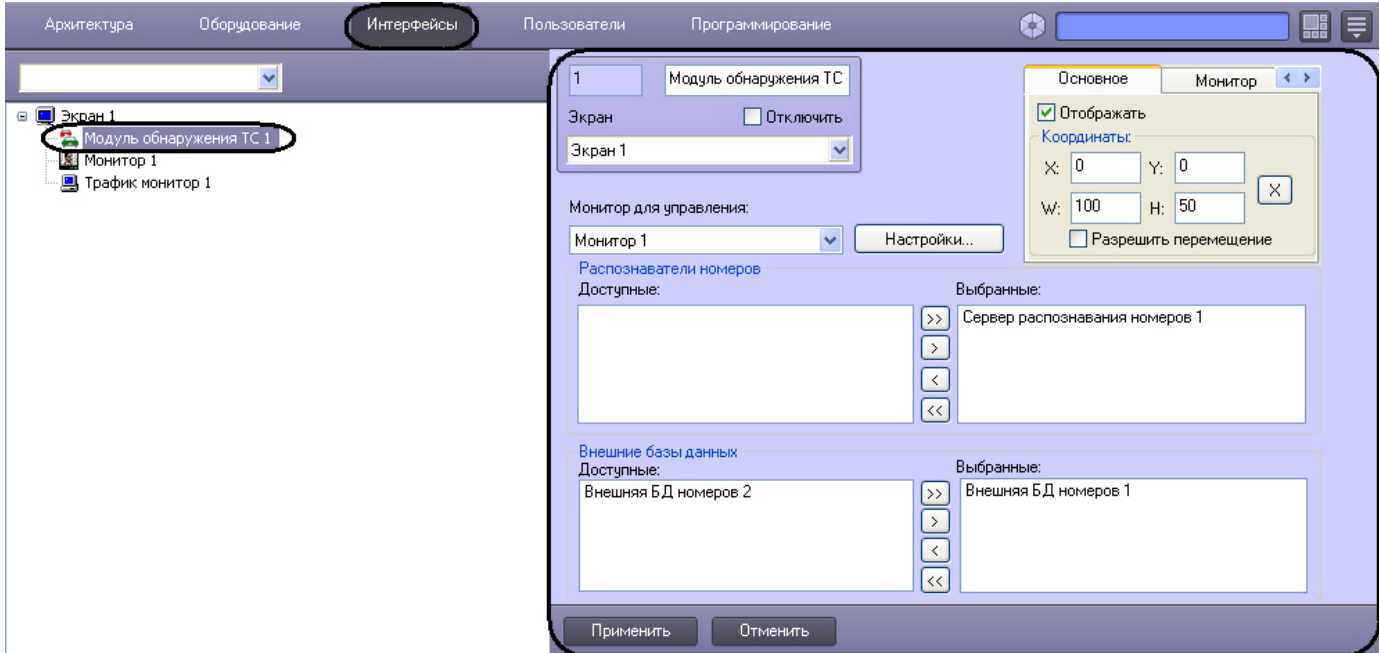 Архитектура Оборудование Интерфейсы Пользователи Программирование
Экран 1
Модуль обнаружения ТС 1
Монитор 1
Трафик монитор 1
1 Модуль обнаружения ТС
Экран Отключить
Экран 1
Основное Монитор
Отображать
Координаты:
X: 0 Y: 0
X
W: 100 H: 50
Разрешить перемещение
Монитор для управления:
Монитор 1 Настройки...
Распознаватели номеров
Доступные: Выбранные:
>> Сервер распознавания номеров 1
>
<
<<
Внешние базы данных
Доступные: Выбранные:
Внешняя БД номеров 2 >> Внешняя БД номеров 1
>
<
<<
Применить Отменить